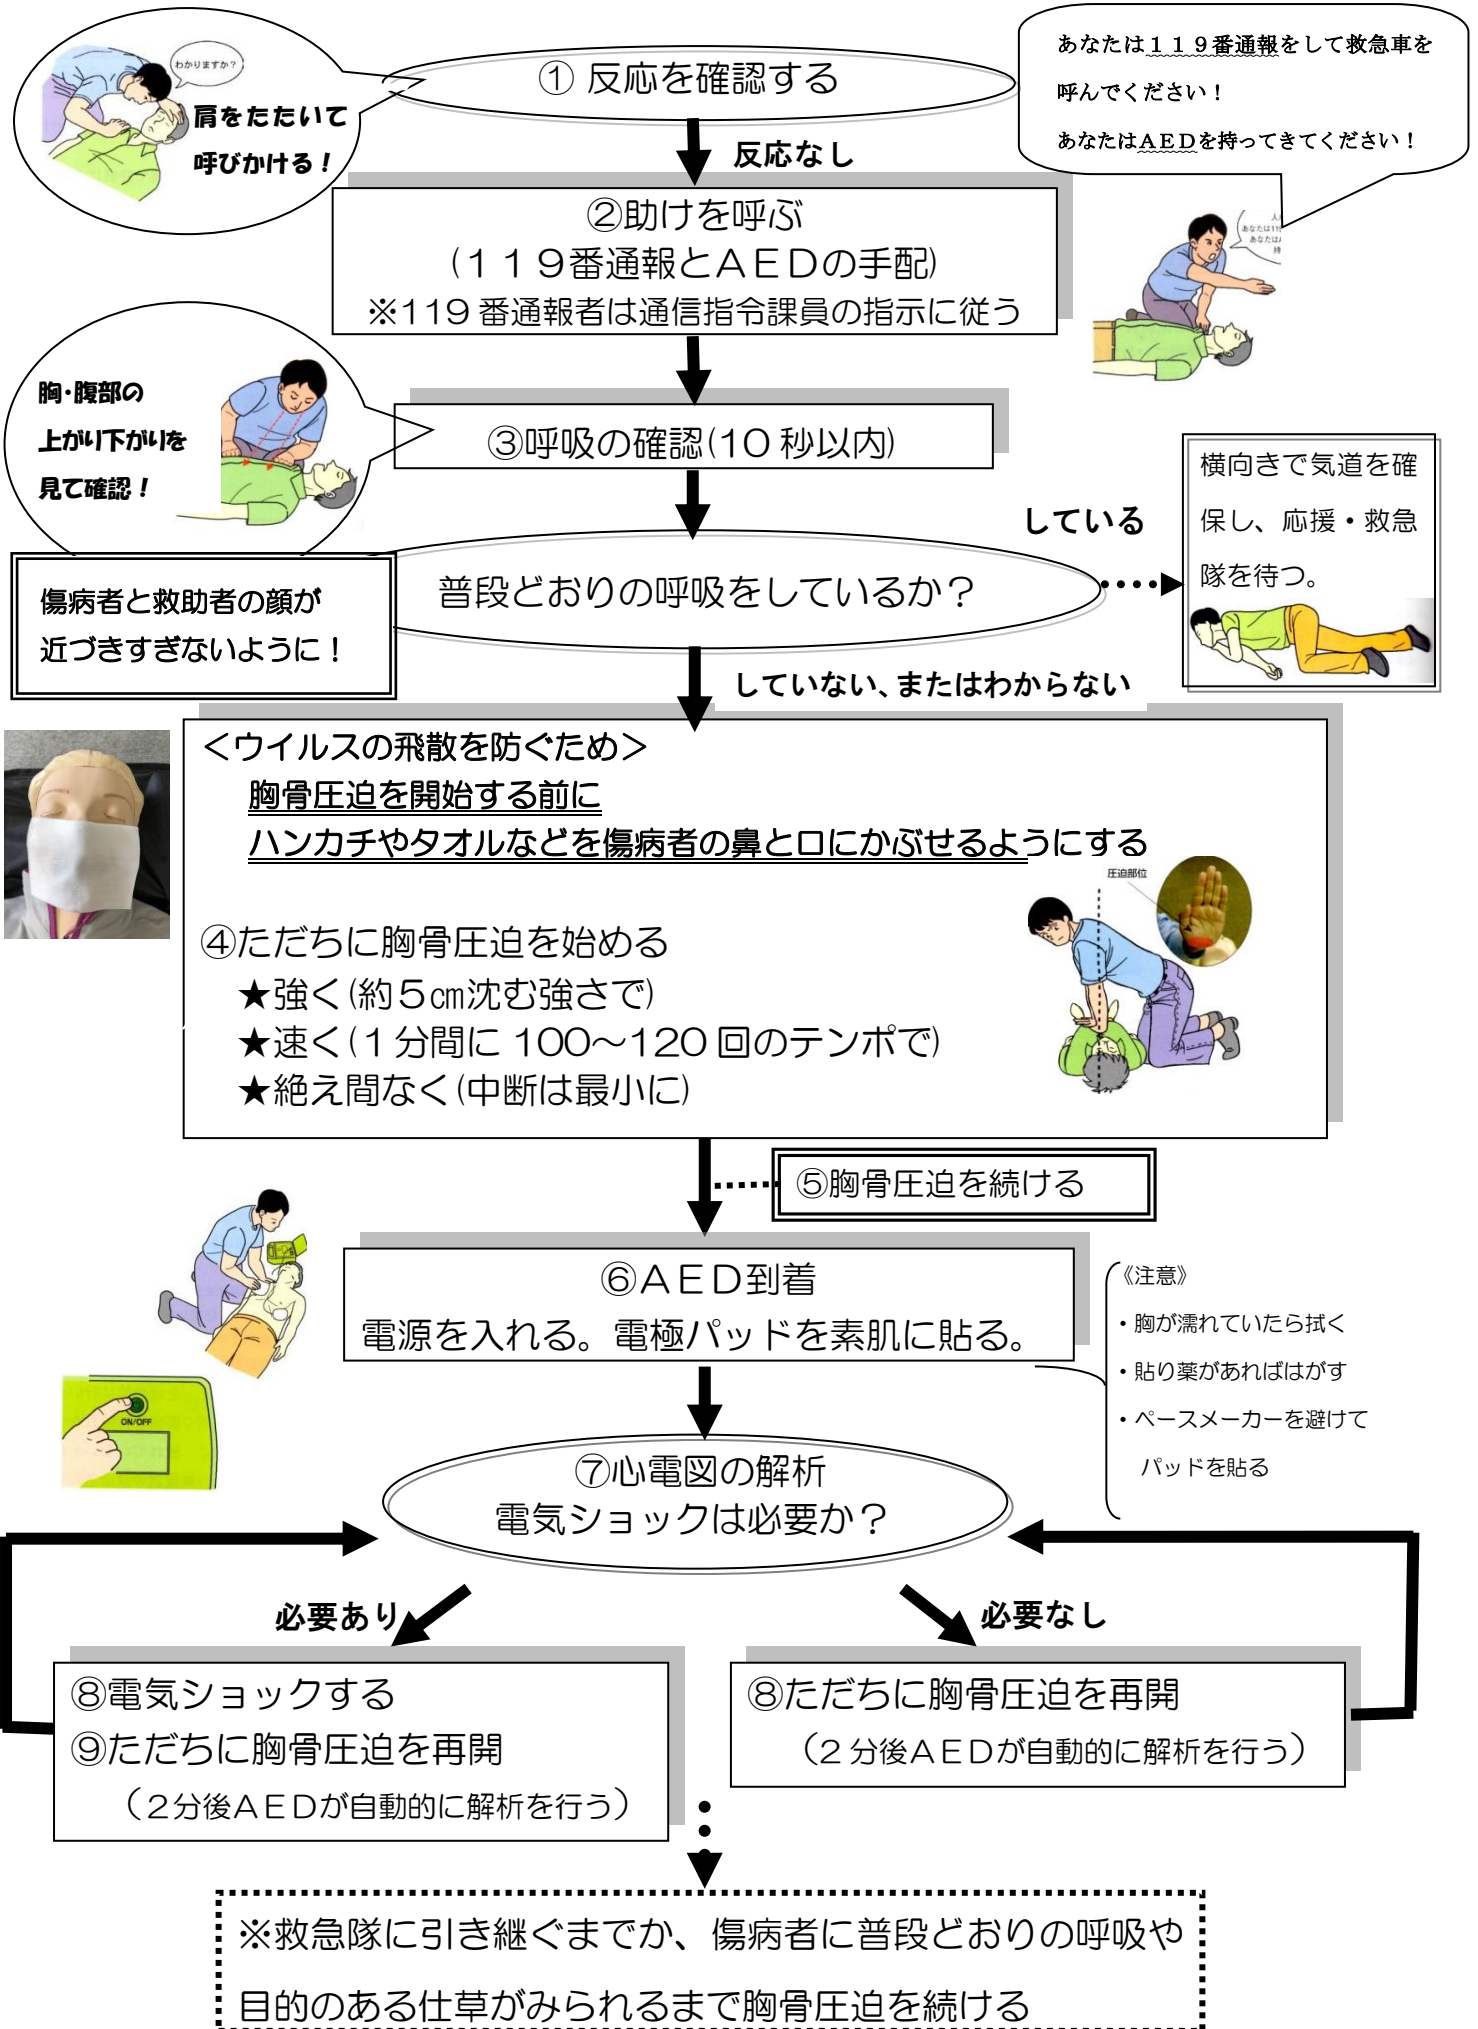 わかりますか？
肩をたたいて
呼びかける！
① 反応を確認する
あなたは１１９番通報をして救急車を
呼んでください！
あなたはＡＥＤを持ってきてください！
反応なし
②助けを呼ぶ
(１１９番通報とＡＥＤの手配)
※119番通報者は通信指令課員の指示に従う
あなたは11
あなたは
持
胸・腹部の
上がり下がりを
見て確認！
③呼吸の確認(10秒以内)
傷病者と救助者の顔が
近づきすぎないように！
普段どおりの呼吸をしているか？
している
横向きで気道を確
保し、応援・救急
隊を待つ。
していない、またはわからない
＜ウイルスの飛散を防ぐため＞
胸骨圧迫を開始する前に
ハンカチやタオルなどを傷病者の鼻と口にかぶせるようにする
圧迫部位
④ただちに胸骨圧迫を始める
★強く(約５㎝沈む強さで)
★速く(1分間に100～120回のテンポで)
★絶え間なく(中断は最小に)
⑤胸骨圧迫を続ける
⑥ＡＥＤ到着
電源を入れる。電極パッドを素肌に貼る。
《注意》
・胸が濡れていたら拭く
・貼り薬があればはがす
・ペースメーカーを避けて
パッドを貼る
ON/OFF
⑦心電図の解析
電気ショックは必要か？
必要あり
必要なし
⑧電気ショックする
⑨ただちに胸骨圧迫を再開
（２分後ＡＥＤが自動的に解析を行う）
⑧ただちに胸骨圧迫を再開
（２分後ＡＥＤが自動的に解析を行う）
※救急隊に引き継ぐまでか、傷病者に普段どおりの呼吸や
目的のある仕草がみられるまで胸骨圧迫を続ける